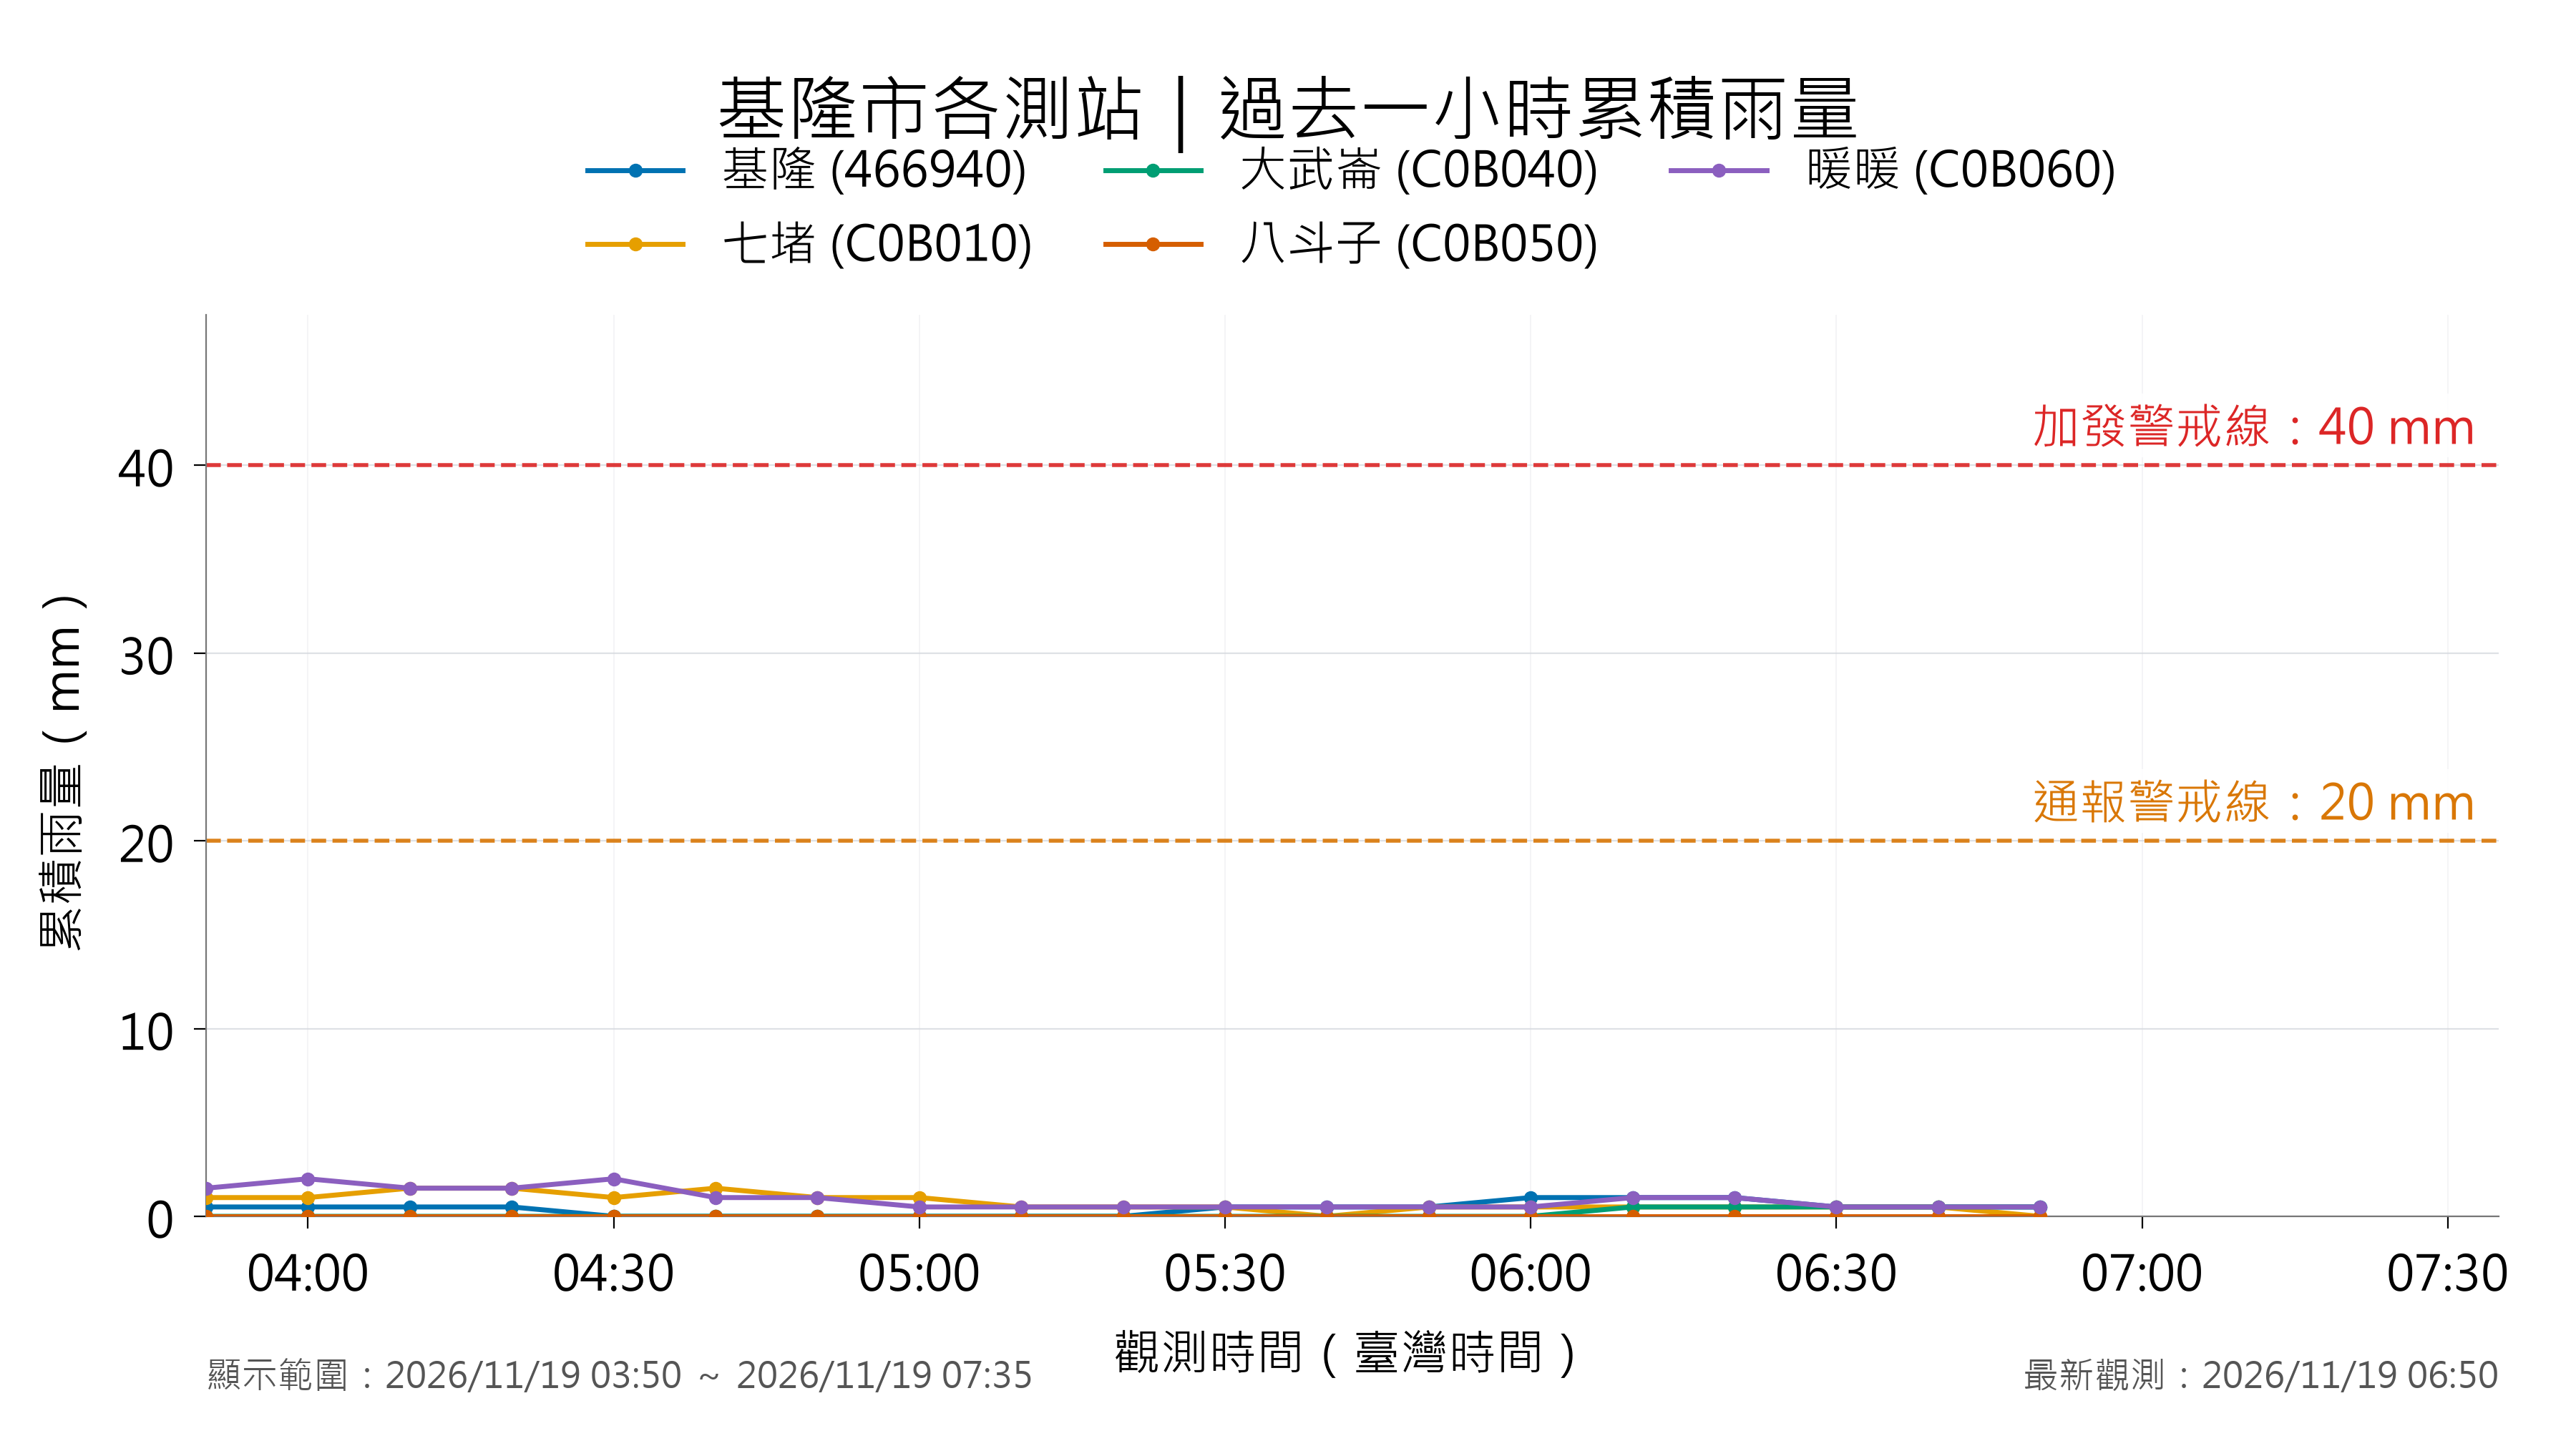 基隆市各測站｜過去一小時累積雨量
基隆 (466940)
大武崙 (C0B040)
暖暖 (C0B060)
七堵 (C0B010)
八斗子 (C0B050)
累積雨量（mm）
40
30
20
10
0
加發警戒線：40 mm
通報警戒線：20 mm
04:00 04:30 05:00 05:30 06:00 06:30 07:00 07:30
觀測時間（臺灣時間）
顯示範圍：2026/11/19 03:50 ~ 2026/11/19 07:35
最新觀測：2026/11/19 06:50